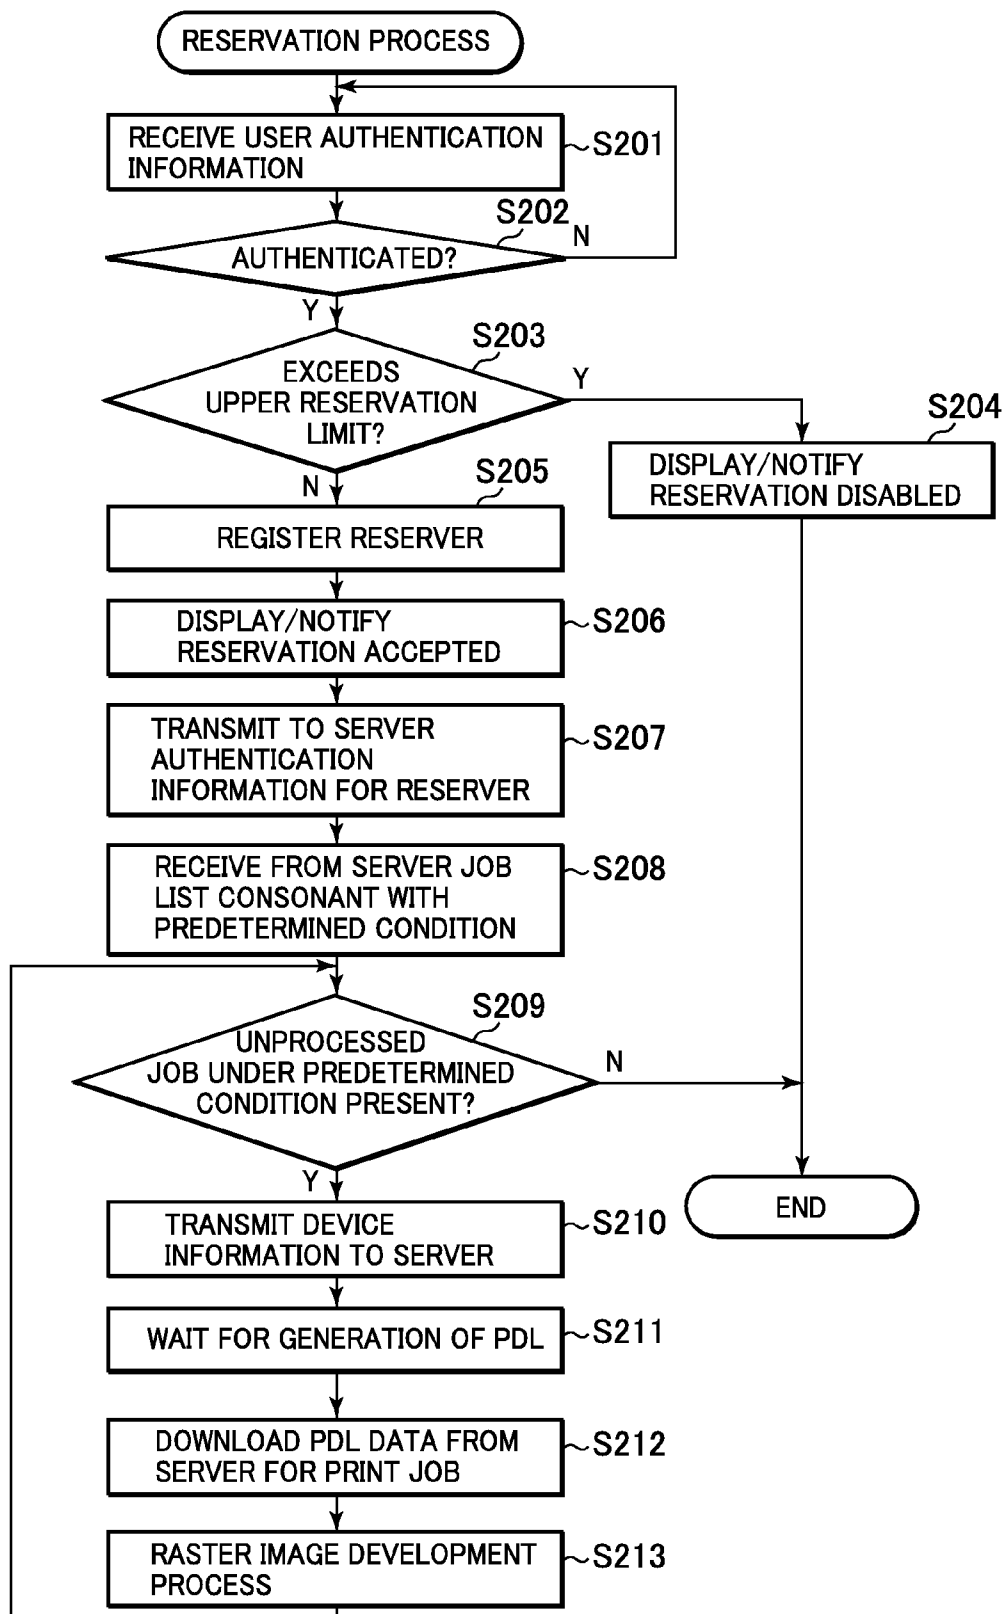 RESERVATION PROCESS
RECEIVE USER AUTHENTICATION
INFORMATION
S201
S202
AUTHENTICATED?
N
Y
S203
EXCEEDS
UPPER RESERVATION
LIMIT?
Y
N
S204
DISPLAY/NOTIFY
RESERVATION DISABLED
S205
REGISTER RESERVER
DISPLAY/NOTIFY
RESERVATION ACCEPTED
S206
TRANSMIT TO SERVER
AUTHENTICATION
INFORMATION FOR RESERVER
S207
RECEIVE FROM SERVER JOB
LIST CONSONANT WITH
PREDETERMINED CONDITION
S208
S209
UNPROCESSED
JOB UNDER PREDETERMINED
CONDITION PRESENT?
N
Y
END
TRANSMIT DEVICE
INFORMATION TO SERVER
S210
WAIT FOR GENERATION OF PDL
S211
DOWNLOAD PDL DATA FROM
SERVER FOR PRINT JOB
S212
RASTER IMAGE DEVELOPMENT
PROCESS
S213